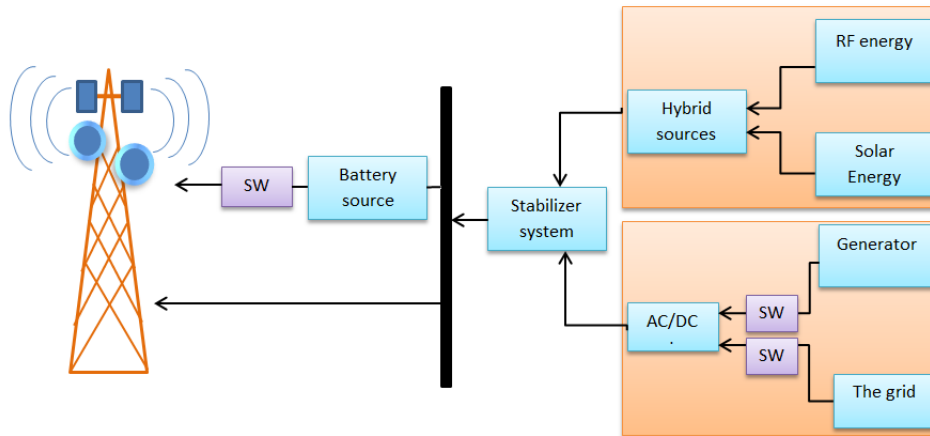 RF energy
Hybrid
sources
Solar
Energy
SW
Battery
source
Stabilizer
system
Generator
AC/DC
.
SW
SW
The grid